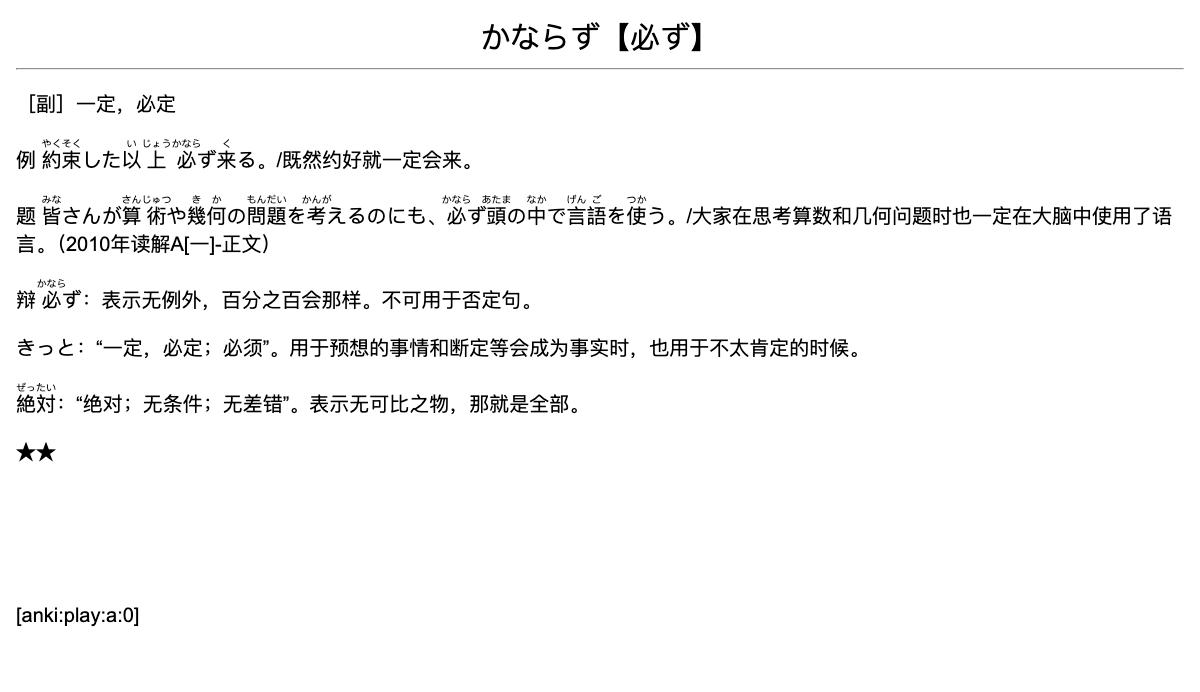 かならず【必ず】
［副］一定，必定
やくそく い じょうかなら く
例 約束した以上必ず来る。/既然约好就一定会来。
みな さんじゅつ き か もんだい かんが かなら あたま なか げん ご つか
题 皆さんが算術や幾何の問題を考えるのにも、必ず頭の中で言語を使う。/大家在思考算数和几何问题时也一定在大脑中使用了语
言。（2010年读解A[一]-正文）
かなら
辩 必ず：表示无例外，百分之百会那样。不可用于否定句。
きっと：“一定，必定；必须”。用于预想的事情和断定等会成为事实时，也用于不太肯定的时候。
ぜったい
絶対：“绝对；无条件；无差错”。表示无可比之物，那就是全部。
★★
[anki:play:a:0]